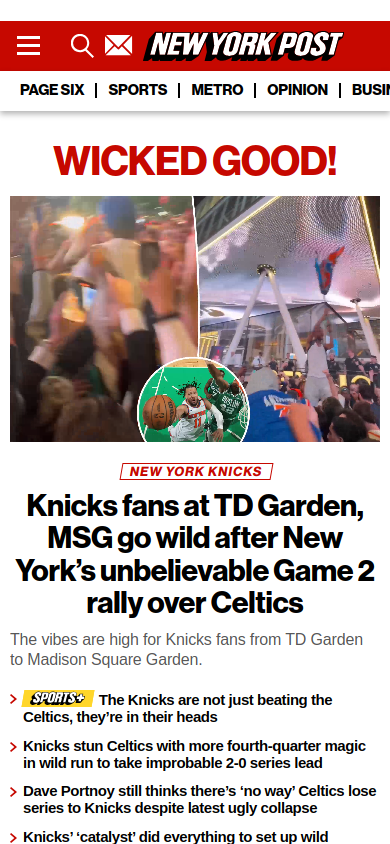 NEW YORK POST
PAGE SIX | SPORTS | METRO | OPINION | BUSI
WICKED GOOD!
NEW YORK KNICKS
Knicks fans at TD Garden,
MSG go wild after New
York’s unbelievable Game 2
rally over Celtics
The vibes are high for Knicks fans from TD Garden
to Madison Square Garden.
SPORTS+ The Knicks are not just beating the
Celtics, they’re in their heads
Knicks stun Celtics with more fourth-quarter magic
in wild run to take improbable 2-0 series lead
Dave Portnoy still thinks there’s ‘no way’ Celtics lose
series to Knicks despite latest ugly collapse
Knicks’ ‘catalyst’ did everything to set up wild